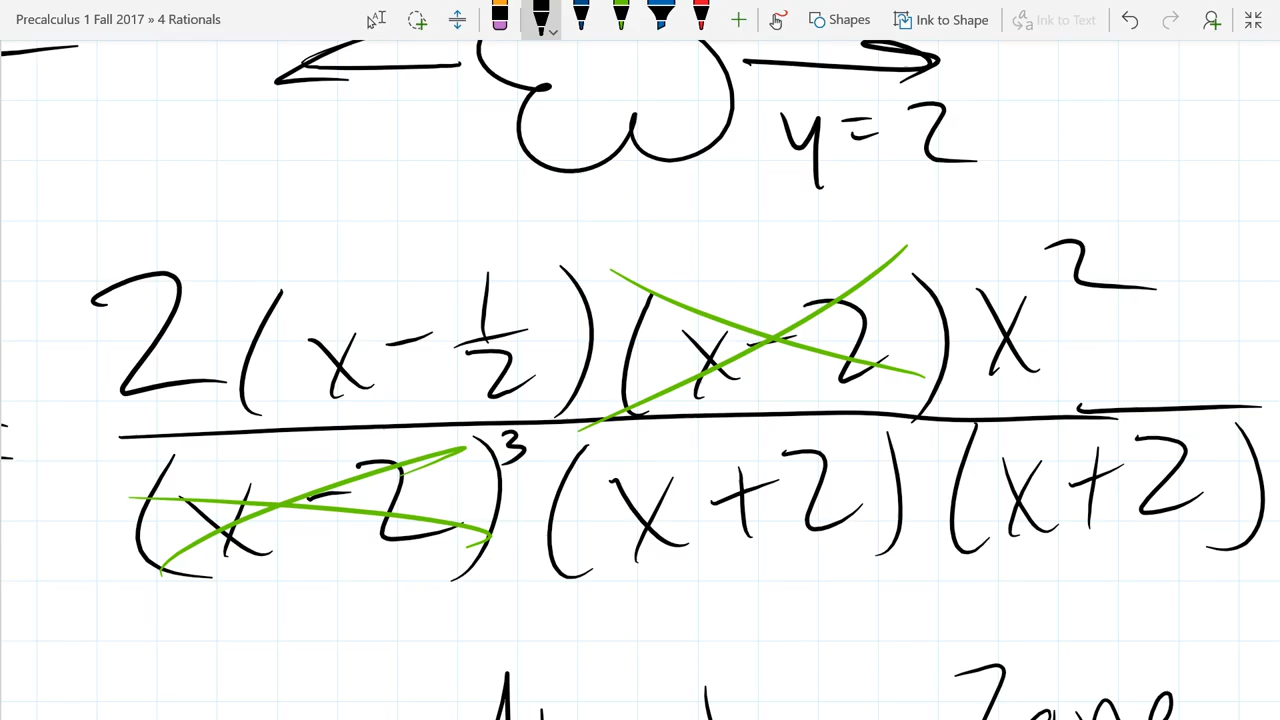 Precalculus 1 Fall 2017 » 4 Rationals
Shapes
Ink to Shape
Ink to Text
y = 2
2(x - 1/2)(x - 2)x^2
(x - 2)^3(x + 2)(x + 2)